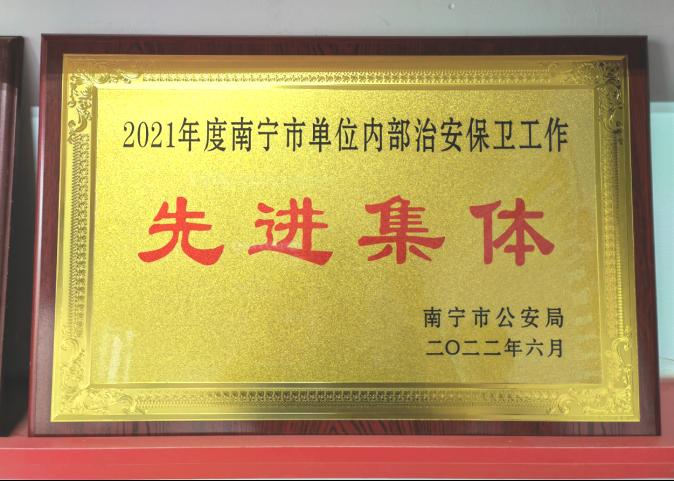 2021年度南宁市单位内部治安保卫工作
先进集体
南宁市公安局
二〇二二年六月